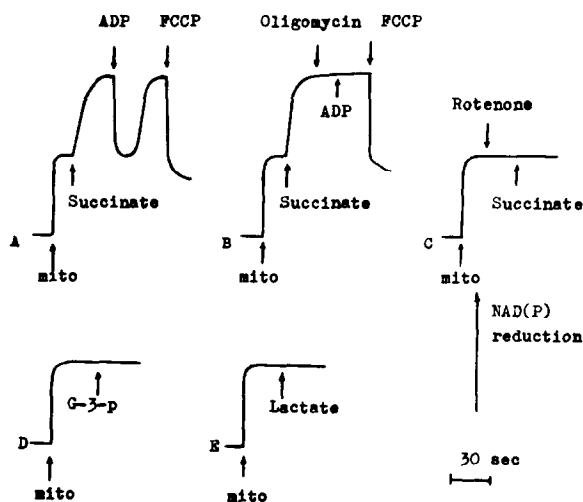 ADP FCCP
Succinate
A
mito
Oligomycin FCCP
ADP
Succinate
B
mito
Rotenone
Succinate
C
mito
NAD(P)
reduction
G-3-p
D
mito
Lactate
E
mito
30 sec